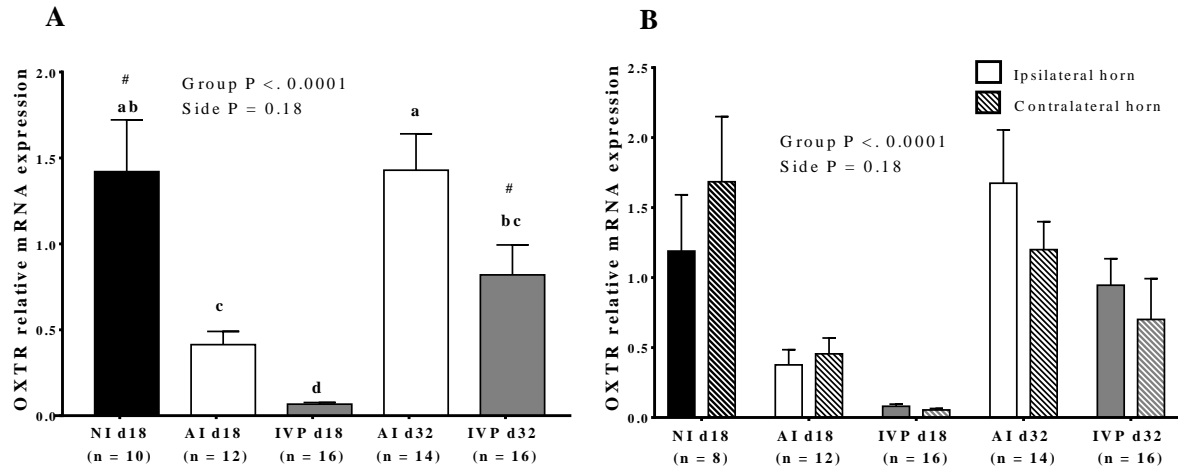 A
OXTR relative mRNA expression
2.0
1.5
1.0
0.5
0.0
Group P <. 0.0001
Side P = 0.18
#
ab
c
d
a
#
bc
NI d18
(n = 10)
AI d18
(n = 12)
IVP d18
(n = 16)
AI d32
(n = 14)
IVP d32
(n = 16)
B
OXTR relative mRNA expression
2.5
2.0
1.5
1.0
0.5
0.0
Ipsilateral horn
Contralateral horn
Group P <. 0.0001
Side P = 0.18
NI d18
(n = 8)
AI d18
(n = 12)
IVP d18
(n = 16)
AI d32
(n = 14)
IVP d32
(n = 16)